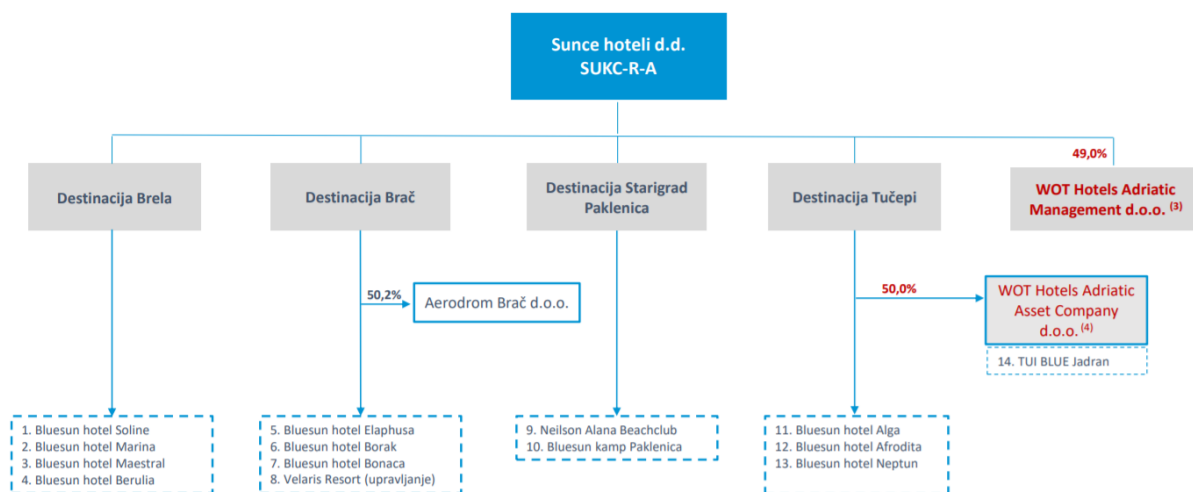 Sunce hoteli d.d.
SUKC-R-A
49,0%
Destinacija Brela
Destinacija Brač
Destinacija Starigrad
Paklenica
Destinacija Tučepi
WOT Hotels Adriatic
Management d.o.o. (3)
50,2%
Aerodrom Brač d.o.o.
50,0%
WOT Hotels Adriatic
Asset Company
d.o.o. (4)
14. TUI BLUE Jadran
1. Bluesun hotel Soline
2. Bluesun hotel Marina
3. Bluesun hotel Maestral
4. Bluesun hotel Berulia
5. Bluesun hotel Elaphusa
6. Bluesun hotel Borak
7. Bluesun hotel Bonaca
8. Velaris Resort (upravljanje)
9. Neilson Alana Beachclub
10. Bluesun kamp Paklenica
11. Bluesun hotel Alga
12. Bluesun hotel Afrodita
13. Bluesun hotel Neptun